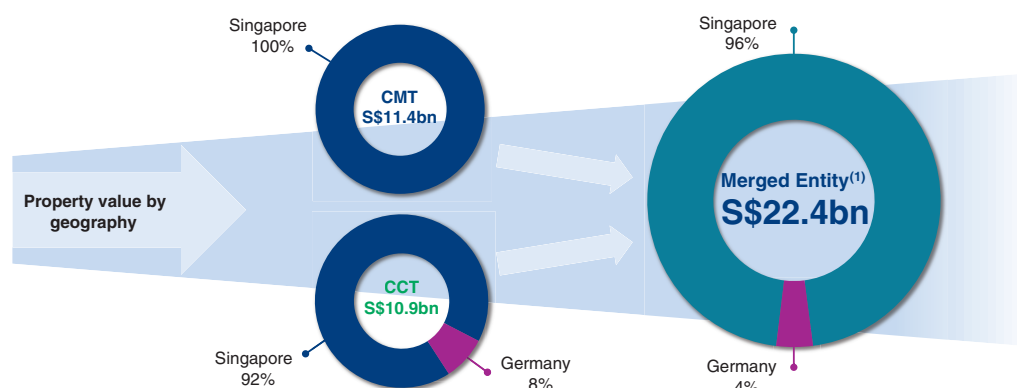 Property value by
geography
Singapore
100%
CMT
S$11.4bn
CCT
S$10.9bn
Singapore
92%
Germany
8%
Singapore
96%
Merged Entity(1)
S$22.4bn
Germany
4%